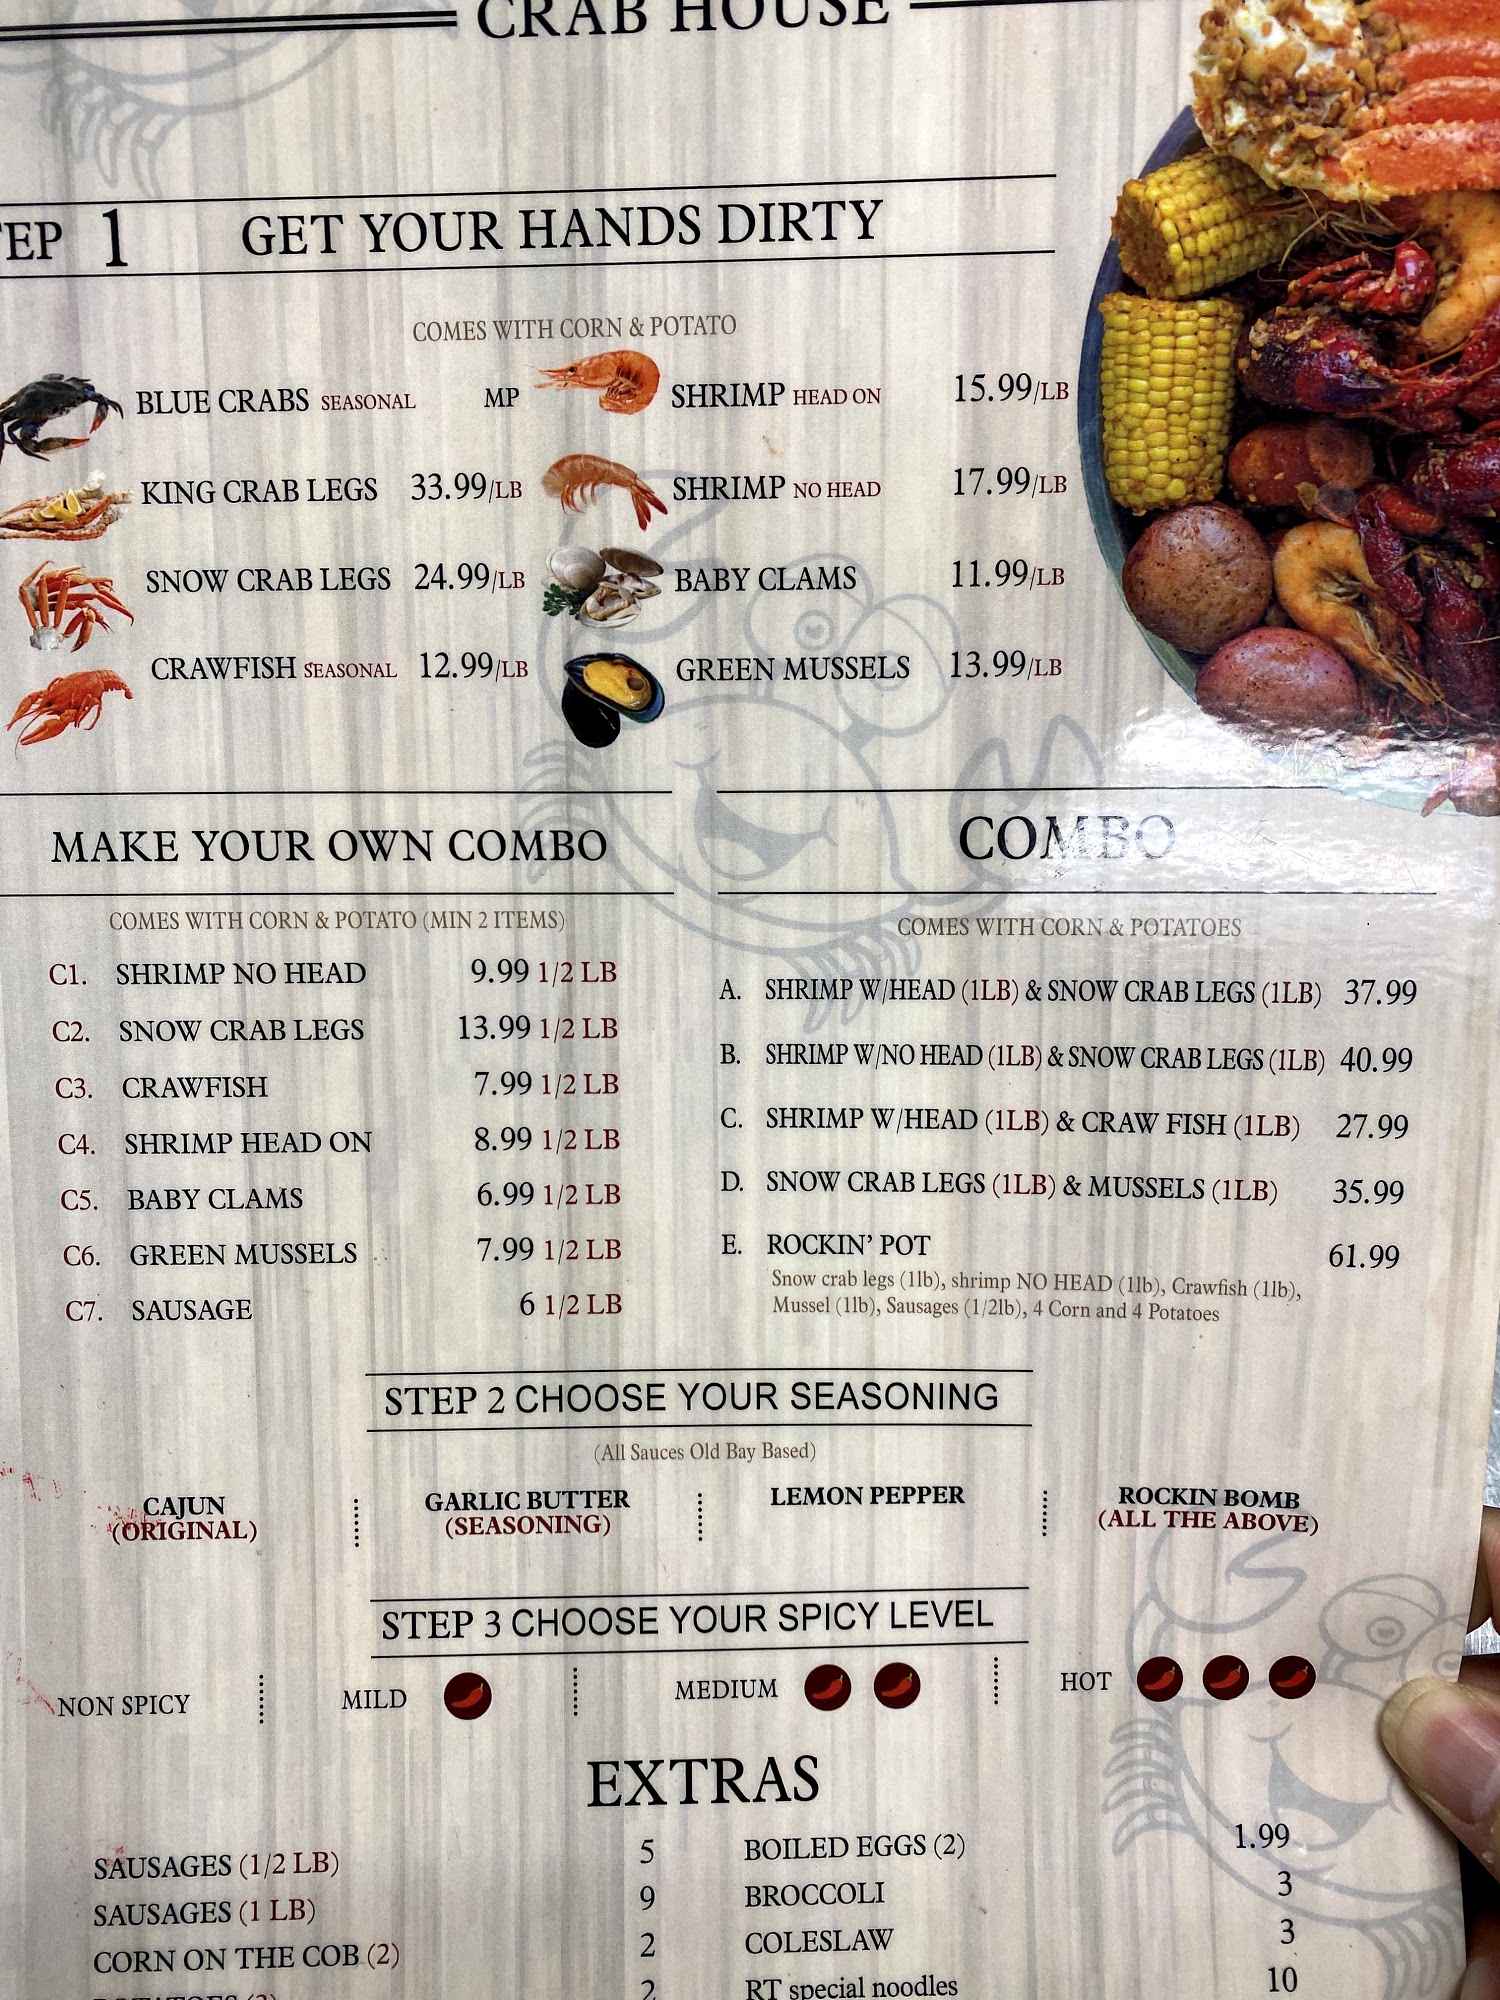 CRAB HOUSE
TEP 1 GET YOUR HANDS DIRTY
COMES WITH CORN & POTATO
BLUE CRABS SEASONAL MP
KING CRAB LEGS 33.99/LB
SNOW CRAB LEGS 24.99/LB
CRAWFISH SEASONAL 12.99/LB
SHRIMP HEAD ON 15.99/LB
SHRIMP NO HEAD 17.99/LB
BABY CLAMS 11.99/LB
GREEN MUSSELS 13.99/LB
MAKE YOUR OWN COMBO
COMES WITH CORN & POTATO (MIN 2 ITEMS)
C1. SHRIMP NO HEAD 9.99 1/2 LB
C2. SNOW CRAB LEGS 13.99 1/2 LB
C3. CRAWFISH 7.99 1/2 LB
C4. SHRIMP HEAD ON 8.99 1/2 LB
C5. BABY CLAMS 6.99 1/2 LB
C6. GREEN MUSSELS 7.99 1/2 LB
C7. SAUSAGE 6 1/2 LB
COMBO
COMES WITH CORN & POTATOES
A. SHRIMP W/HEAD (1LB) & SNOW CRAB LEGS (1LB) 37.99
B. SHRIMP W/NO HEAD (1LB) & SNOW CRAB LEGS (1LB) 40.99
C. SHRIMP W/HEAD (1LB) & CRAW FISH (1LB) 27.99
D. SNOW CRAB LEGS (1LB) & MUSSELS (1LB) 35.99
E. ROCKIN' POT 61.99
Snow crab legs (1lb), shrimp NO HEAD (1lb), Crawfish (1lb),
Mussel (1lb), Sausages (1/2lb), 4 Corn and 4 Potatoes
STEP 2 CHOOSE YOUR SEASONING
(All Sauces Old Bay Based)
CAJUN
(ORIGINAL)
GARLIC BUTTER
(SEASONING)
LEMON PEPPER
ROCKIN BOMB
(ALL THE ABOVE)
STEP 3 CHOOSE YOUR SPICY LEVEL
NON SPICY
MILD
MEDIUM
HOT
EXTRAS
SAUSAGES (1/2 LB) 5
SAUSAGES (1 LB) 9
CORN ON THE COB (2) 2
2
BOILED EGGS (2) 1.99
BROCCOLI 3
COLESLAW 3
RT special noodles 10